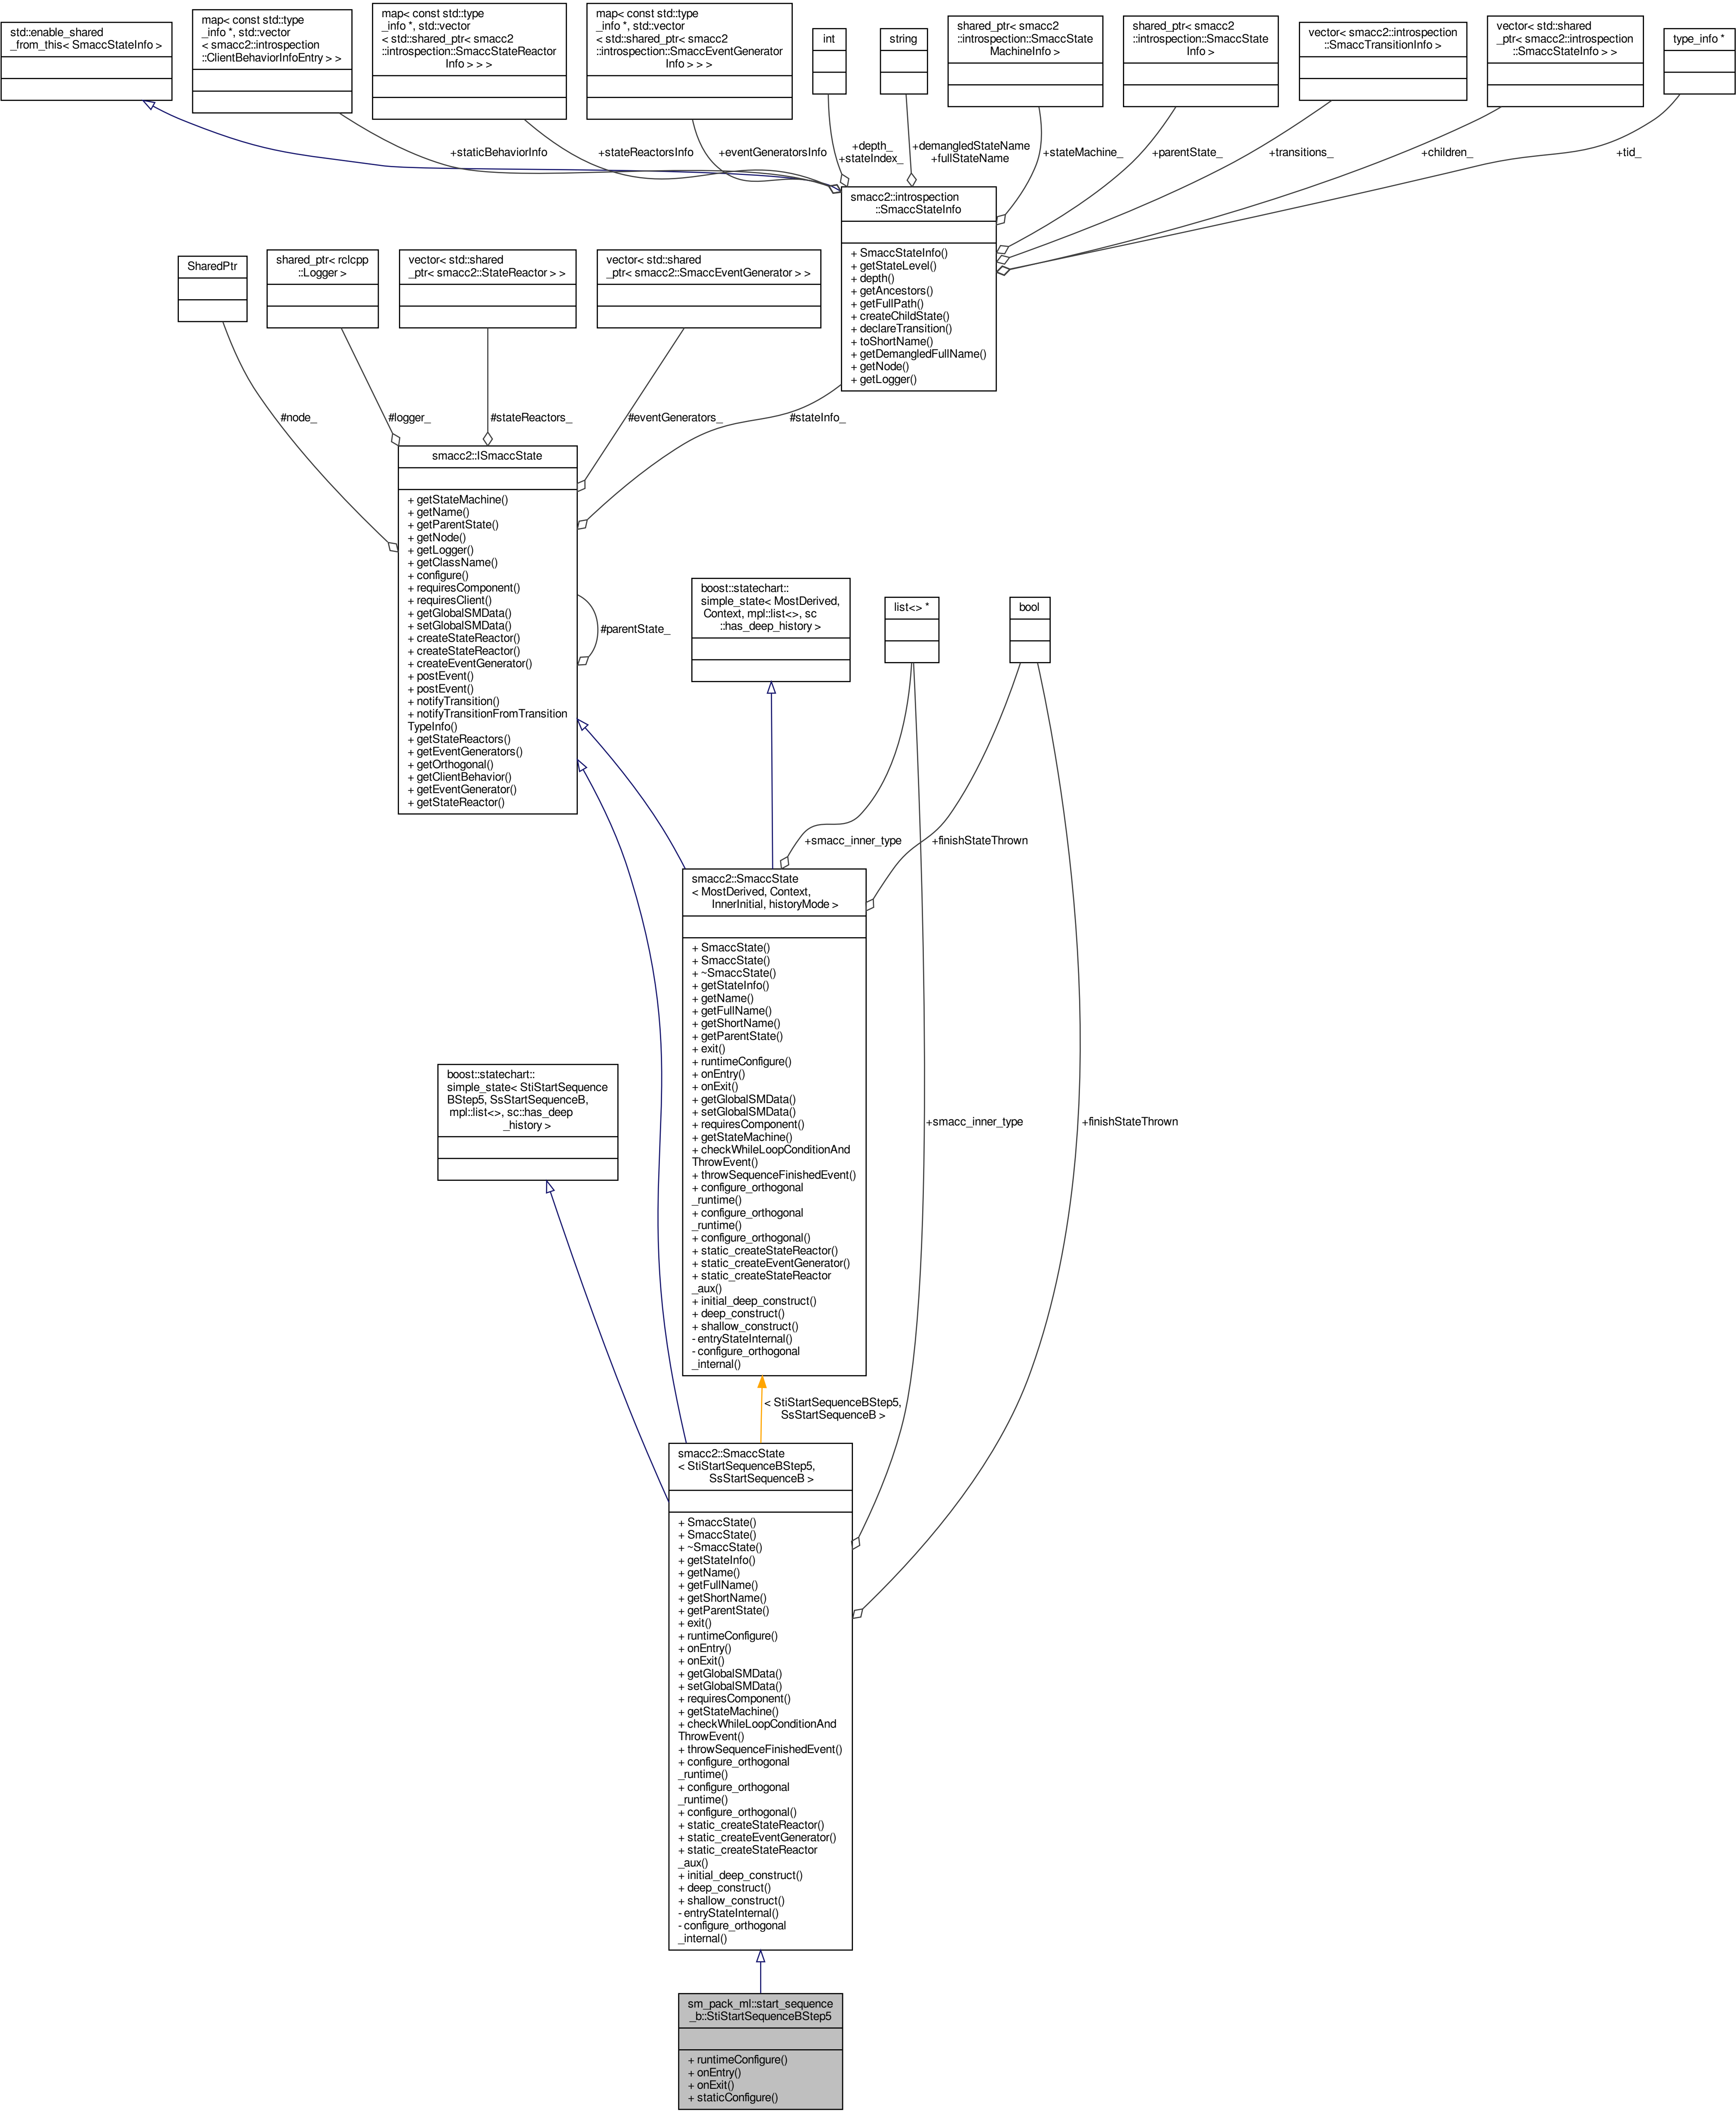 std::enable_shared
_from_this< SmaccStateInfo >
map< const std::type
_info *, std::vector
< smacc2::introspection
::ClientBehaviorInfoEntry > >
map< const std::type
_info *, std::vector
< std::shared_ptr< smacc2
::introspection::SmaccStateReactor
Info > > >
map< const std::type
_info *, std::vector
< std::shared_ptr< smacc2
::introspection::SmaccEventGenerator
Info > > >
int
string
shared_ptr< smacc2
::introspection::SmaccState
MachineInfo >
shared_ptr< smacc2
::introspection::SmaccState
Info >
vector< smacc2::introspection
::SmaccTransitionInfo >
vector< std::shared
_ptr< smacc2::introspection
::SmaccStateInfo > >
type_info *
+staticBehaviorInfo
+stateReactorsInfo
+eventGeneratorsInfo
+depth_
+stateIndex_
+demangledStateName
+fullStateName
+stateMachine_
+parentState_
+transitions_
+children_
+tid_
smacc2::introspection
::SmaccStateInfo
+ SmaccStateInfo()
+ getStateLevel()
+ depth()
+ getAncestors()
+ getFullPath()
+ createChildState()
+ declareTransition()
+ toShortName()
+ getDemangledFullName()
+ getNode()
+ getLogger()
SharedPtr
shared_ptr< rclcpp
::Logger >
vector< std::shared
_ptr< smacc2::StateReactor > >
vector< std::shared
_ptr< smacc2::SmaccEventGenerator > >
#node_
#logger_
#stateReactors_
#eventGenerators_
#stateInfo_
smacc2::ISmaccState
+ getStateMachine()
+ getName()
+ getParentState()
+ getNode()
+ getLogger()
+ getClassName()
+ configure()
+ requiresComponent()
+ requiresClient()
+ getGlobalSMData()
+ setGlobalSMData()
+ createStateReactor()
+ createStateReactor()
+ createEventGenerator()
+ postEvent()
+ postEvent()
+ notifyTransition()
+ notifyTransitionFromTransition
TypeInfo()
+ getStateReactors()
+ getEventGenerators()
+ getOrthogonal()
+ getClientBehavior()
+ getEventGenerator()
+ getStateReactor()
#parentState_
boost::statechart::
simple_state< MostDerived,
Context, mpl::list<>, sc
::has_deep_history >
list<> *
bool
+smacc_inner_type
+finishStateThrown
smacc2::SmaccState
< MostDerived, Context,
InnerInitial, historyMode >
+ SmaccState()
+ SmaccState()
+ ~SmaccState()
+ getStateInfo()
+ getName()
+ getFullName()
+ getShortName()
+ getParentState()
+ exit()
+ runtimeConfigure()
+ onEntry()
+ onExit()
+ getGlobalSMData()
+ setGlobalSMData()
+ requiresComponent()
+ getStateMachine()
+ checkWhileLoopConditionAnd
ThrowEvent()
+ throwSequenceFinishedEvent()
+ configure_orthogonal
_runtime()
+ configure_orthogonal
_runtime()
+ configure_orthogonal()
+ static_createStateReactor()
+ static_createEventGenerator()
+ static_createStateReactor
_aux()
+ initial_deep_construct()
+ deep_construct()
+ shallow_construct()
- entryStateInternal()
- configure_orthogonal
_internal()
boost::statechart::
simple_state< StiStartSequence
BStep5, SsStartSequenceB,
mpl::list<>, sc::has_deep
_history >
+smacc_inner_type
+finishStateThrown
< StiStartSequenceBStep5,
SsStartSequenceB >
smacc2::SmaccState
< StiStartSequenceBStep5,
SsStartSequenceB >
+ SmaccState()
+ SmaccState()
+ ~SmaccState()
+ getStateInfo()
+ getName()
+ getFullName()
+ getShortName()
+ getParentState()
+ exit()
+ runtimeConfigure()
+ onEntry()
+ onExit()
+ getGlobalSMData()
+ setGlobalSMData()
+ requiresComponent()
+ getStateMachine()
+ checkWhileLoopConditionAnd
ThrowEvent()
+ throwSequenceFinishedEvent()
+ configure_orthogonal
_runtime()
+ configure_orthogonal
_runtime()
+ configure_orthogonal()
+ static_createStateReactor()
+ static_createEventGenerator()
+ static_createStateReactor
_aux()
+ initial_deep_construct()
+ deep_construct()
+ shallow_construct()
- entryStateInternal()
- configure_orthogonal
_internal()
sm_pack_ml::start_sequence
_b::StiStartSequenceBStep5
+ runtimeConfigure()
+ onEntry()
+ onExit()
+ staticConfigure()